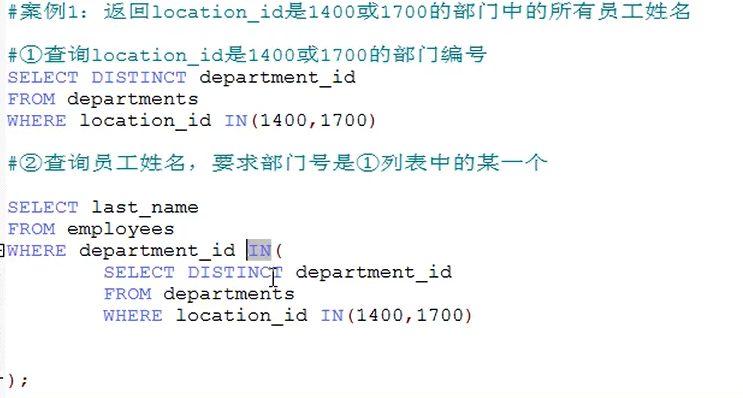 #案例1：返回location_id是1400或1700的部门中的所有员工姓名
#①查询location_id是1400或1700的部门编号
SELECT DISTINCT department_id
FROM departments
WHERE location_id IN(1400,1700)
#②查询员工姓名，要求部门号是①列表中的某一个
SELECT last_name
FROM employees
WHERE department_id IN(
SELECT DISTINCT department_id
FROM departments
WHERE location_id IN(1400,1700)
);